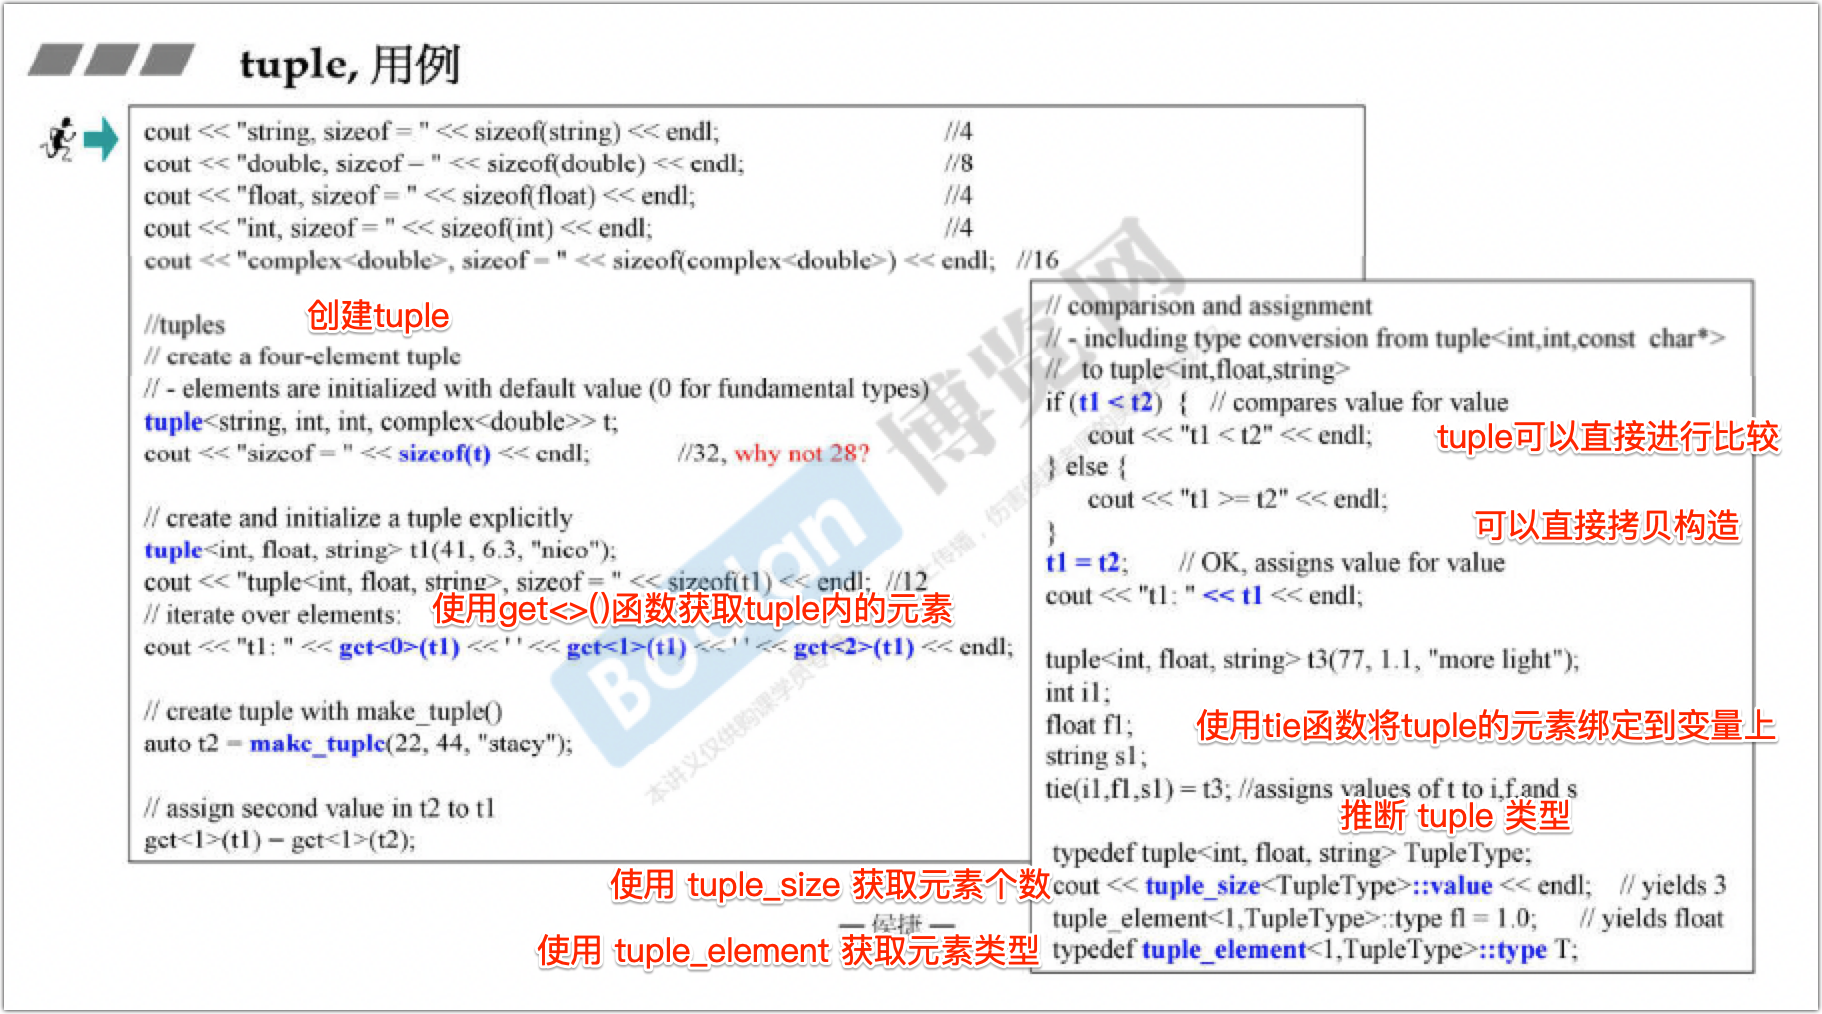 tuple, 用例
cout << "string, sizeof = " << sizeof(string) << endl; //4
cout << "double, sizeof = " << sizeof(double) << endl; //8
cout << "float, sizeof = " << sizeof(float) << endl; //4
cout << "int, sizeof = " << sizeof(int) << endl; //4
cout << "complex<double>, sizeof = " << sizeof(complex<double>) << endl; //16
创建tuple
//tuples
// create a four-element tuple
// - elements are initialized with default value (0 for fundamental types)
tuple<string, int, int, complex<double>> t;
cout << "sizeof = " << sizeof(t) << endl; //32, why not 28?
// create and initialize a tuple explicitly
tuple<int, float, string> t1(41, 6.3, "nico");
cout << "tuple<int, float, string>, sizeof = " << sizeof(t1) << endl; //12
使用get<>()函数获取tuple内的元素
// iterate over elements:
cout << "t1: " << get<0>(t1) << ' ' << get<1>(t1) << ' ' << get<2>(t1) << endl;
// create tuple with make_tuple()
auto t2 = make_tuple(22, 44, "stacy");
// assign second value in t2 to t1
get<1>(t1) = get<1>(t2);
// comparison and assignment
// - including type conversion from tuple<int,int,const char*>
// to tuple<int,float,string>
if (t1 < t2) { // compares value for value
cout << "t1 < t2" << endl;
tuple可以直接进行比较
} else {
cout << "t1 >= t2" << endl;
}
可以直接拷贝构造
t1 = t2; // OK, assigns value for value
cout << "t1: " << t1 << endl;
tuple<int, float, string> t3(77, 1.1, "more light");
int i1;
float f1;
使用tie函数将tuple的元素绑定到变量上
string s1;
tie(i1,f1,s1) = t3; //assigns values of t to i,f,and s
推断 tuple 类型
typedef tuple<int, float, string> TupleType;
使用 tuple_size 获取元素个数
cout << tuple_size<TupleType>::value << endl; // yields 3
tuple_element<1,TupleType>::type fl = 1.0; // yields float
使用 tuple_element 获取元素类型
typedef tuple_element<1,TupleType>::type T;
— 侯捷 —
博览网
Boolan